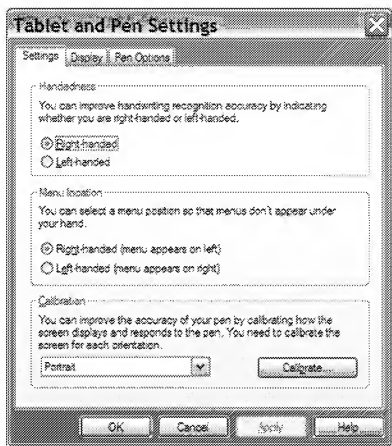 Tablet and Pen Settings
Settings Display Pen Options
Handedness
You can improve handwriting recognition accuracy by indicating
whether you are right-handed or left-handed.
Right-handed
Left-handed
Menu location
You can select a menu position so that menus don't appear under
your hand.
Right-handed (menu appears on left)
Left-handed (menu appears on right)
Calibration
You can improve the accuracy of your pen by calibrating how the
screen displays and responds to the pen. You need to calibrate the
screen for each orientation.
Portrait Calibrate...
OK Cancel Apply Help